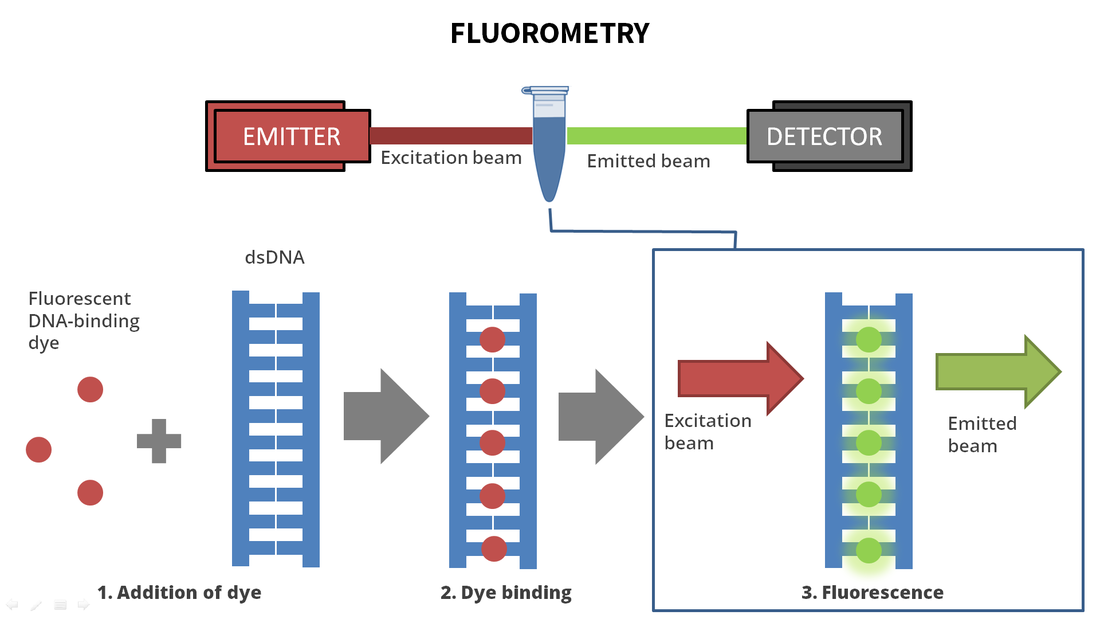 FLUOROMETRY
EMITTER
DETECTOR
Excitation beam
Emitted beam
dsDNA
Fluorescent
DNA-binding
dye
Excitation
beam
Emitted
beam
1. Addition of dye
2. Dye binding
3. Fluorescence